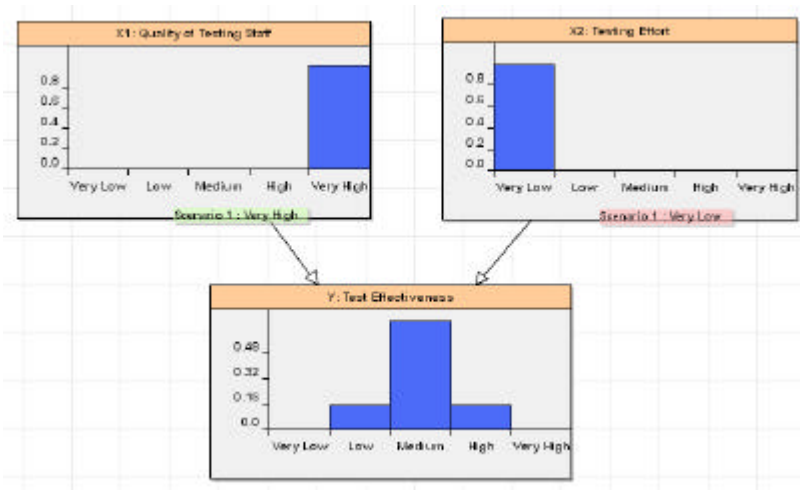 X1: Quality of Testing Staff
0.8
0.6
0.4
0.2
0.0
Very Low Low Medium High Very High
Scenario 1 : Very High
X2: Testing Effort
0.8
0.6
0.4
0.2
0.0
Very Low Low Medium High Very High
Scenario 1 : Very Low
Y: Test Effectiveness
0.48
0.32
0.16
0.0
Very Low Low Medium High Very High